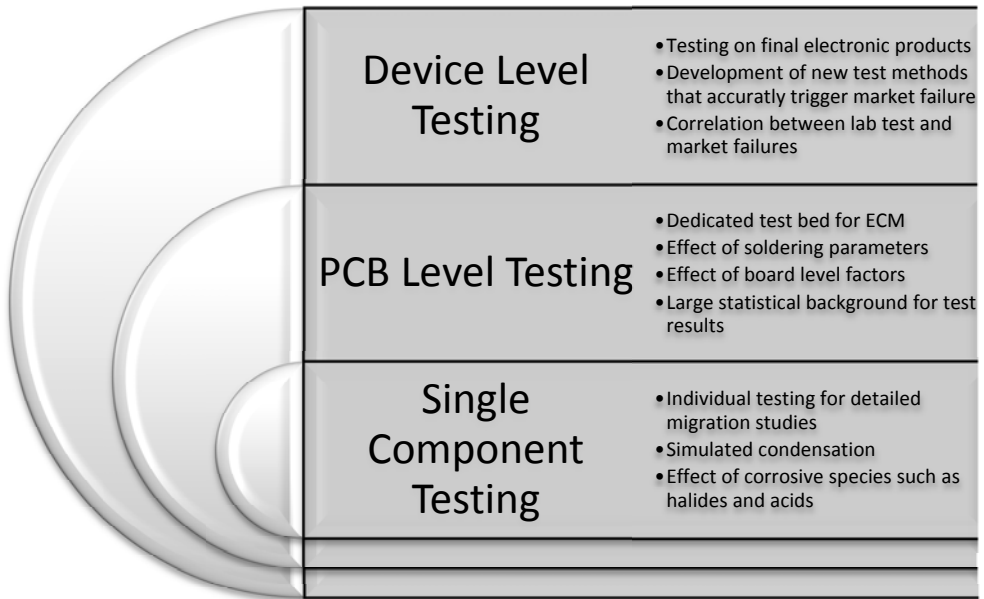 Device Level
Testing
•Testing on final electronic products
•Development of new test methods
that accuratly trigger market failure
•Correlation between lab test and
market failures
PCB Level Testing
•Dedicated test bed for ECM
•Effect of soldering parameters
•Effect of board level factors
•Large statistical background for test
results
Single
Component
Testing
•Individual testing for detailed
migration studies
•Simulated condensation
•Effect of corrosive species such as
halides and acids